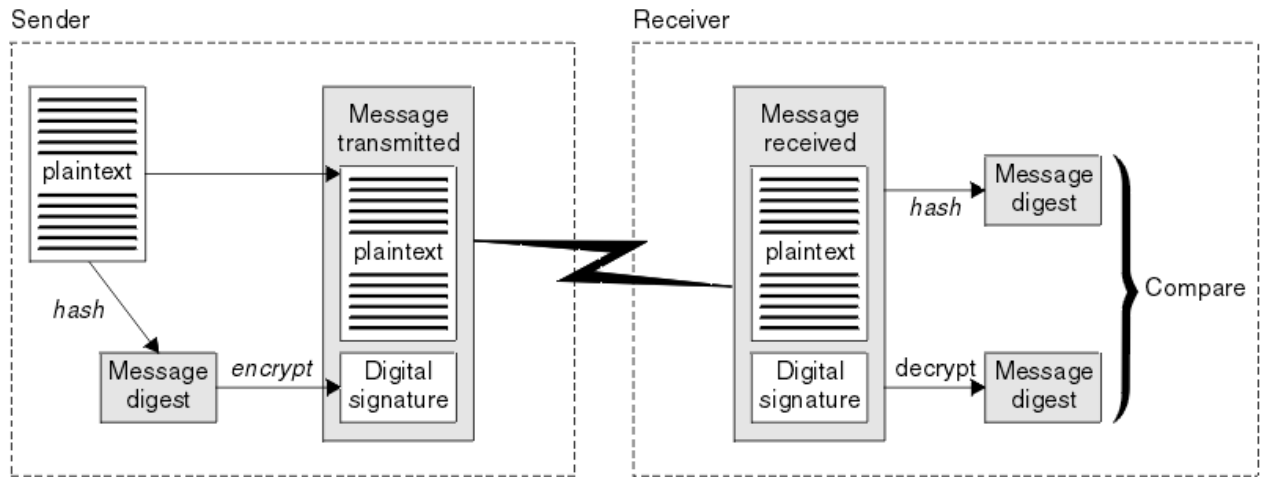 Sender
Receiver
plaintext
hash
Message
digest
encrypt
Message
transmitted
plaintext
Digital
signature
Message
received
plaintext
Digital
signature
hash
Message
digest
decrypt
Message
digest
Compare